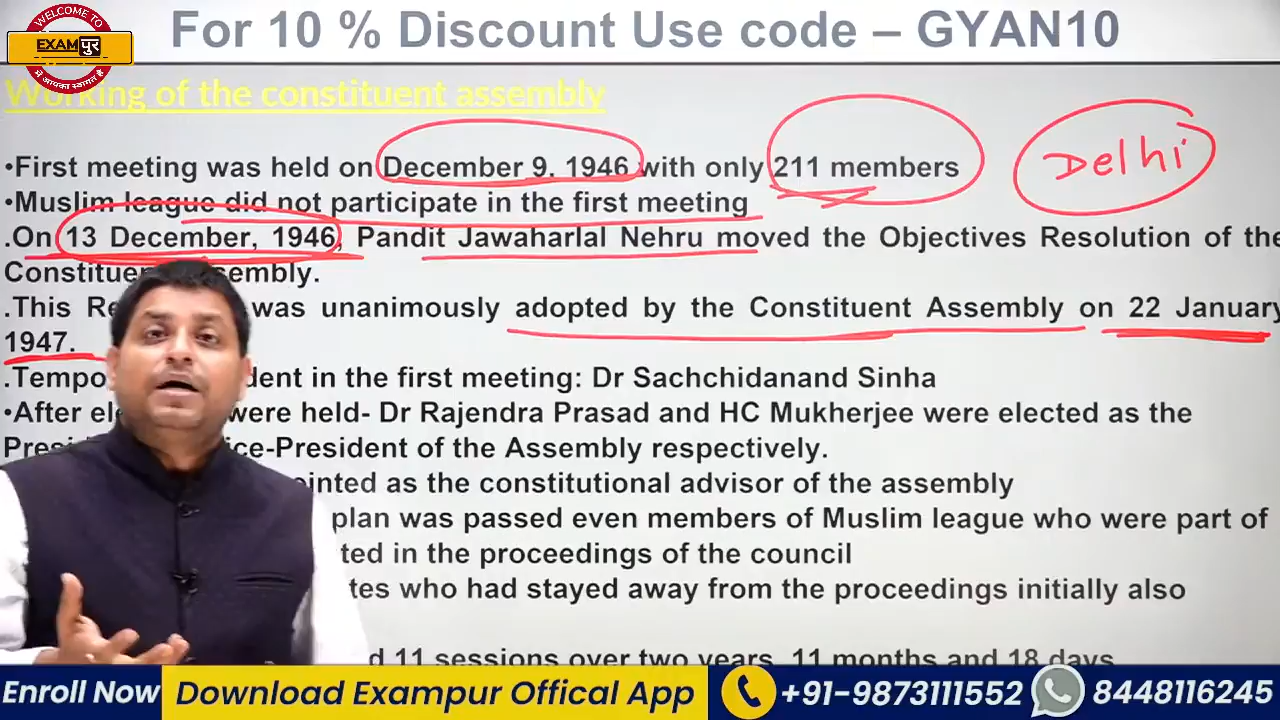 For 10 % Discount Use code – GYAN10
WELCOME TO
EXAMपुर
में आपका स्वागत है
Working of the constituent assembly
•First meeting was held on December 9. 1946 with only 211 members
Delhi
•Muslim league did not participate in the first meeting
.On 13 December, 1946, Pandit Jawaharlal Nehru moved the Objectives Resolution of the
Constituent Assembly.
.This Re was unanimously adopted by the Constituent Assembly on 22 January
1947.
.Tempo dent in the first meeting: Dr Sachchidanand Sinha
•After ele were held- Dr Rajendra Prasad and HC Mukherjee were elected as the
Presi ice-President of the Assembly respectively.
inted as the constitutional advisor of the assembly
plan was passed even members of Muslim league who were part of
ted in the proceedings of the council
tes who had stayed away from the proceedings initially also
d 11 sessions over two years, 11 months and 18 days
Enroll Now Download Exampur Offical App +91-9873111552 8448116245